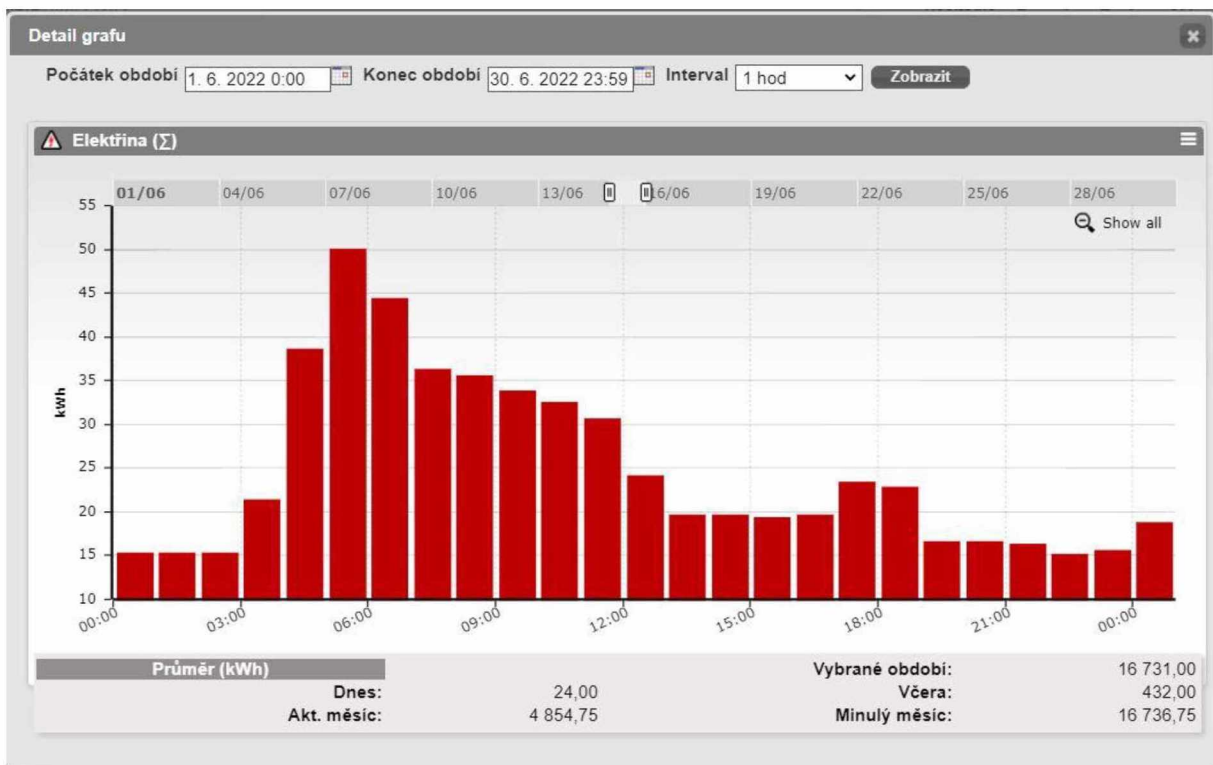 Detail grafu
Počátek období 1. 6. 2022 0:00 Konec období 30. 6. 2022 23:59 Interval 1 hod Zobrazit
Elektřina (∑)
01/06 04/06 07/06 10/06 13/06 16/06 19/06 22/06 25/06 28/06
Show all
55
50
45
40
35
30
25
20
15
10
kWh
00:00 03:00 06:00 09:00 12:00 15:00 18:00 21:00 00:00
Průměr (kWh) Vybrané období: 16 731,00
Dnes: 24,00 Včera: 432,00
Akt. měsíc: 4 854,75 Minulý měsíc: 16 736,75